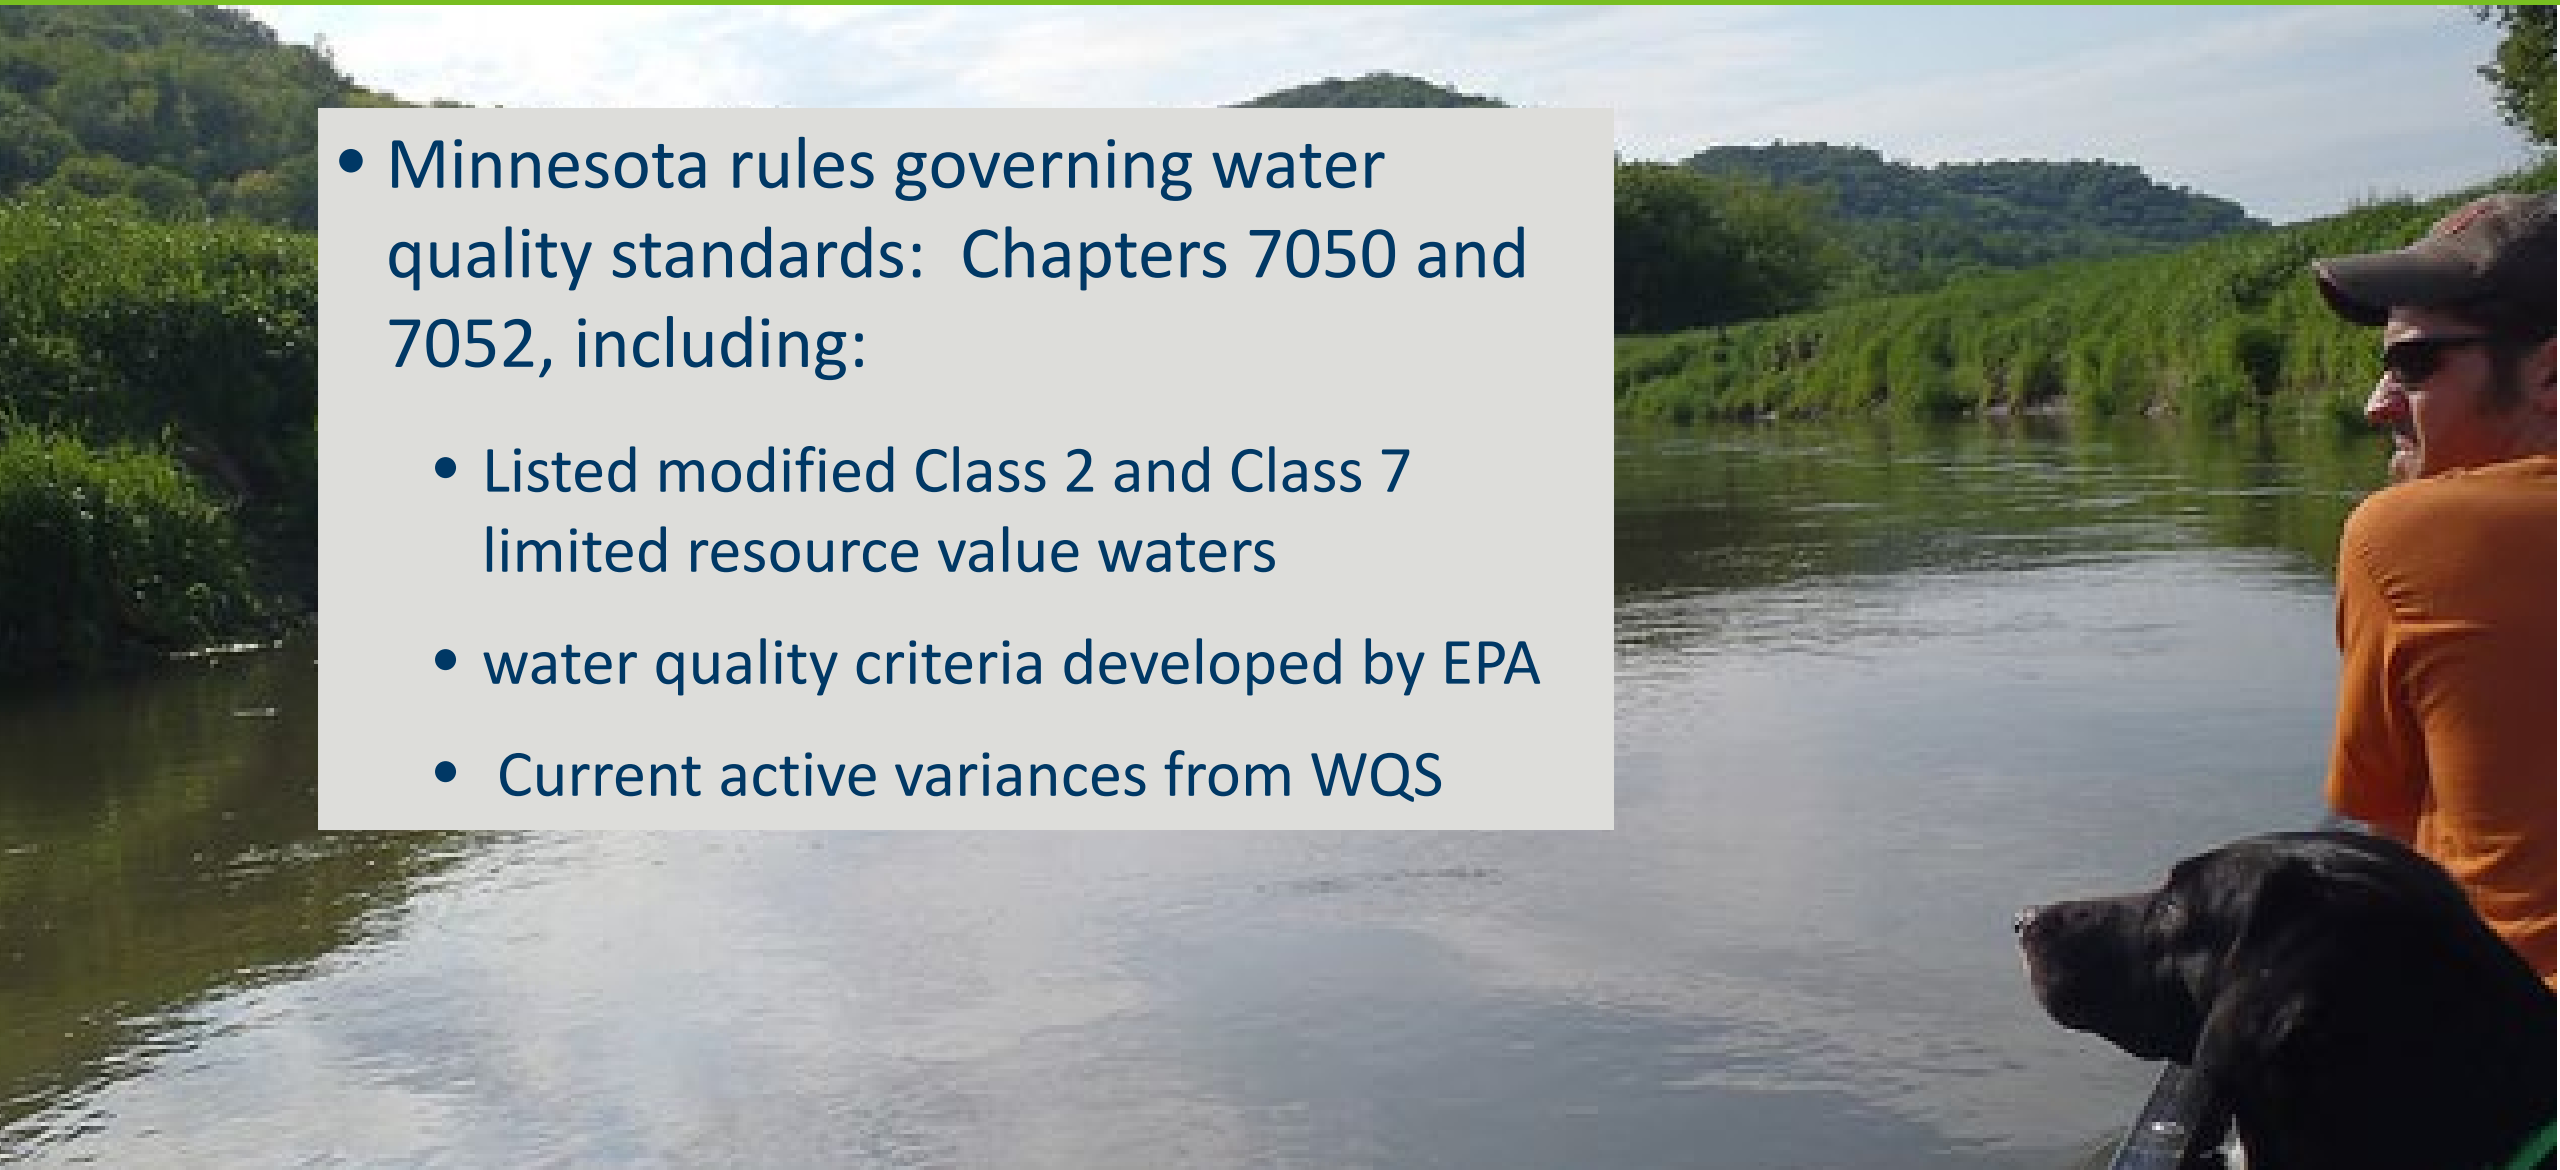 • Minnesota rules governing water
quality standards:  Chapters 7050 and
7052, including:
• Listed modified Class 2 and Class 7
limited resource value waters
• water quality criteria developed by EPA
•  Current active variances from WQS